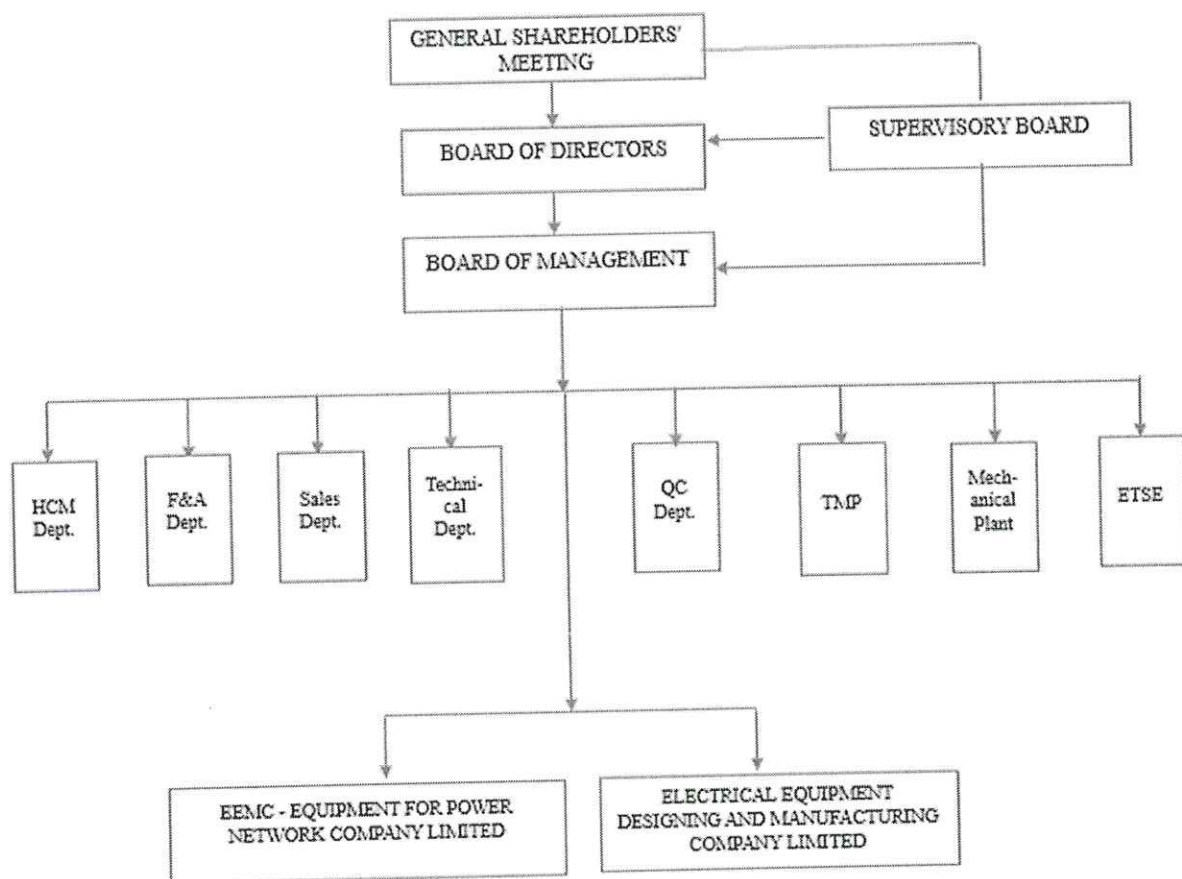 GENERAL SHAREHOLDERS'
MEETING
SUPERVISORY BOARD
BOARD OF DIRECTORS
BOARD OF MANAGEMENT
HCM
Dept.
F&A
Dept.
Sales
Dept.
Techni-
cal Dept.
QC
Dept.
TMP
Mech-
anical
Plant
ETSE
EEMC - EQUIPMENT FOR POWER
NETWORK COMPANY LIMITED
ELECTRICAL EQUIPMENT
DESIGNING AND MANUFACTURING
COMPANY LIMITED